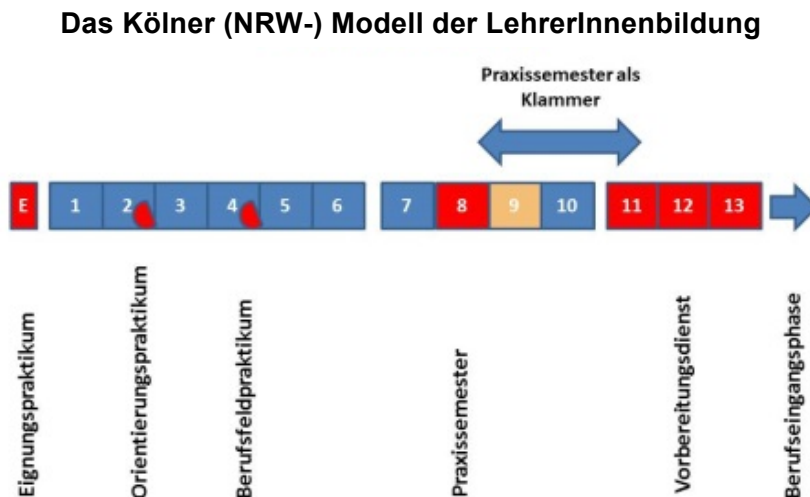 Das Kölner (NRW-) Modell der LehrerInnenbildung
Praxissemester als
Klammer
E 1 2 3 4 5 6 7 8 9 10 11 12 13
Eignungspraktikum
Orientierungspraktikum
Berufsfeldpraktikum
Praxissemester
Vorbereitungsdienst
Berufseingangsphase